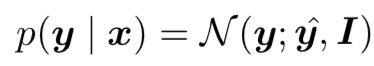 p(y | x) = 𝒩(y; ŷ, I)